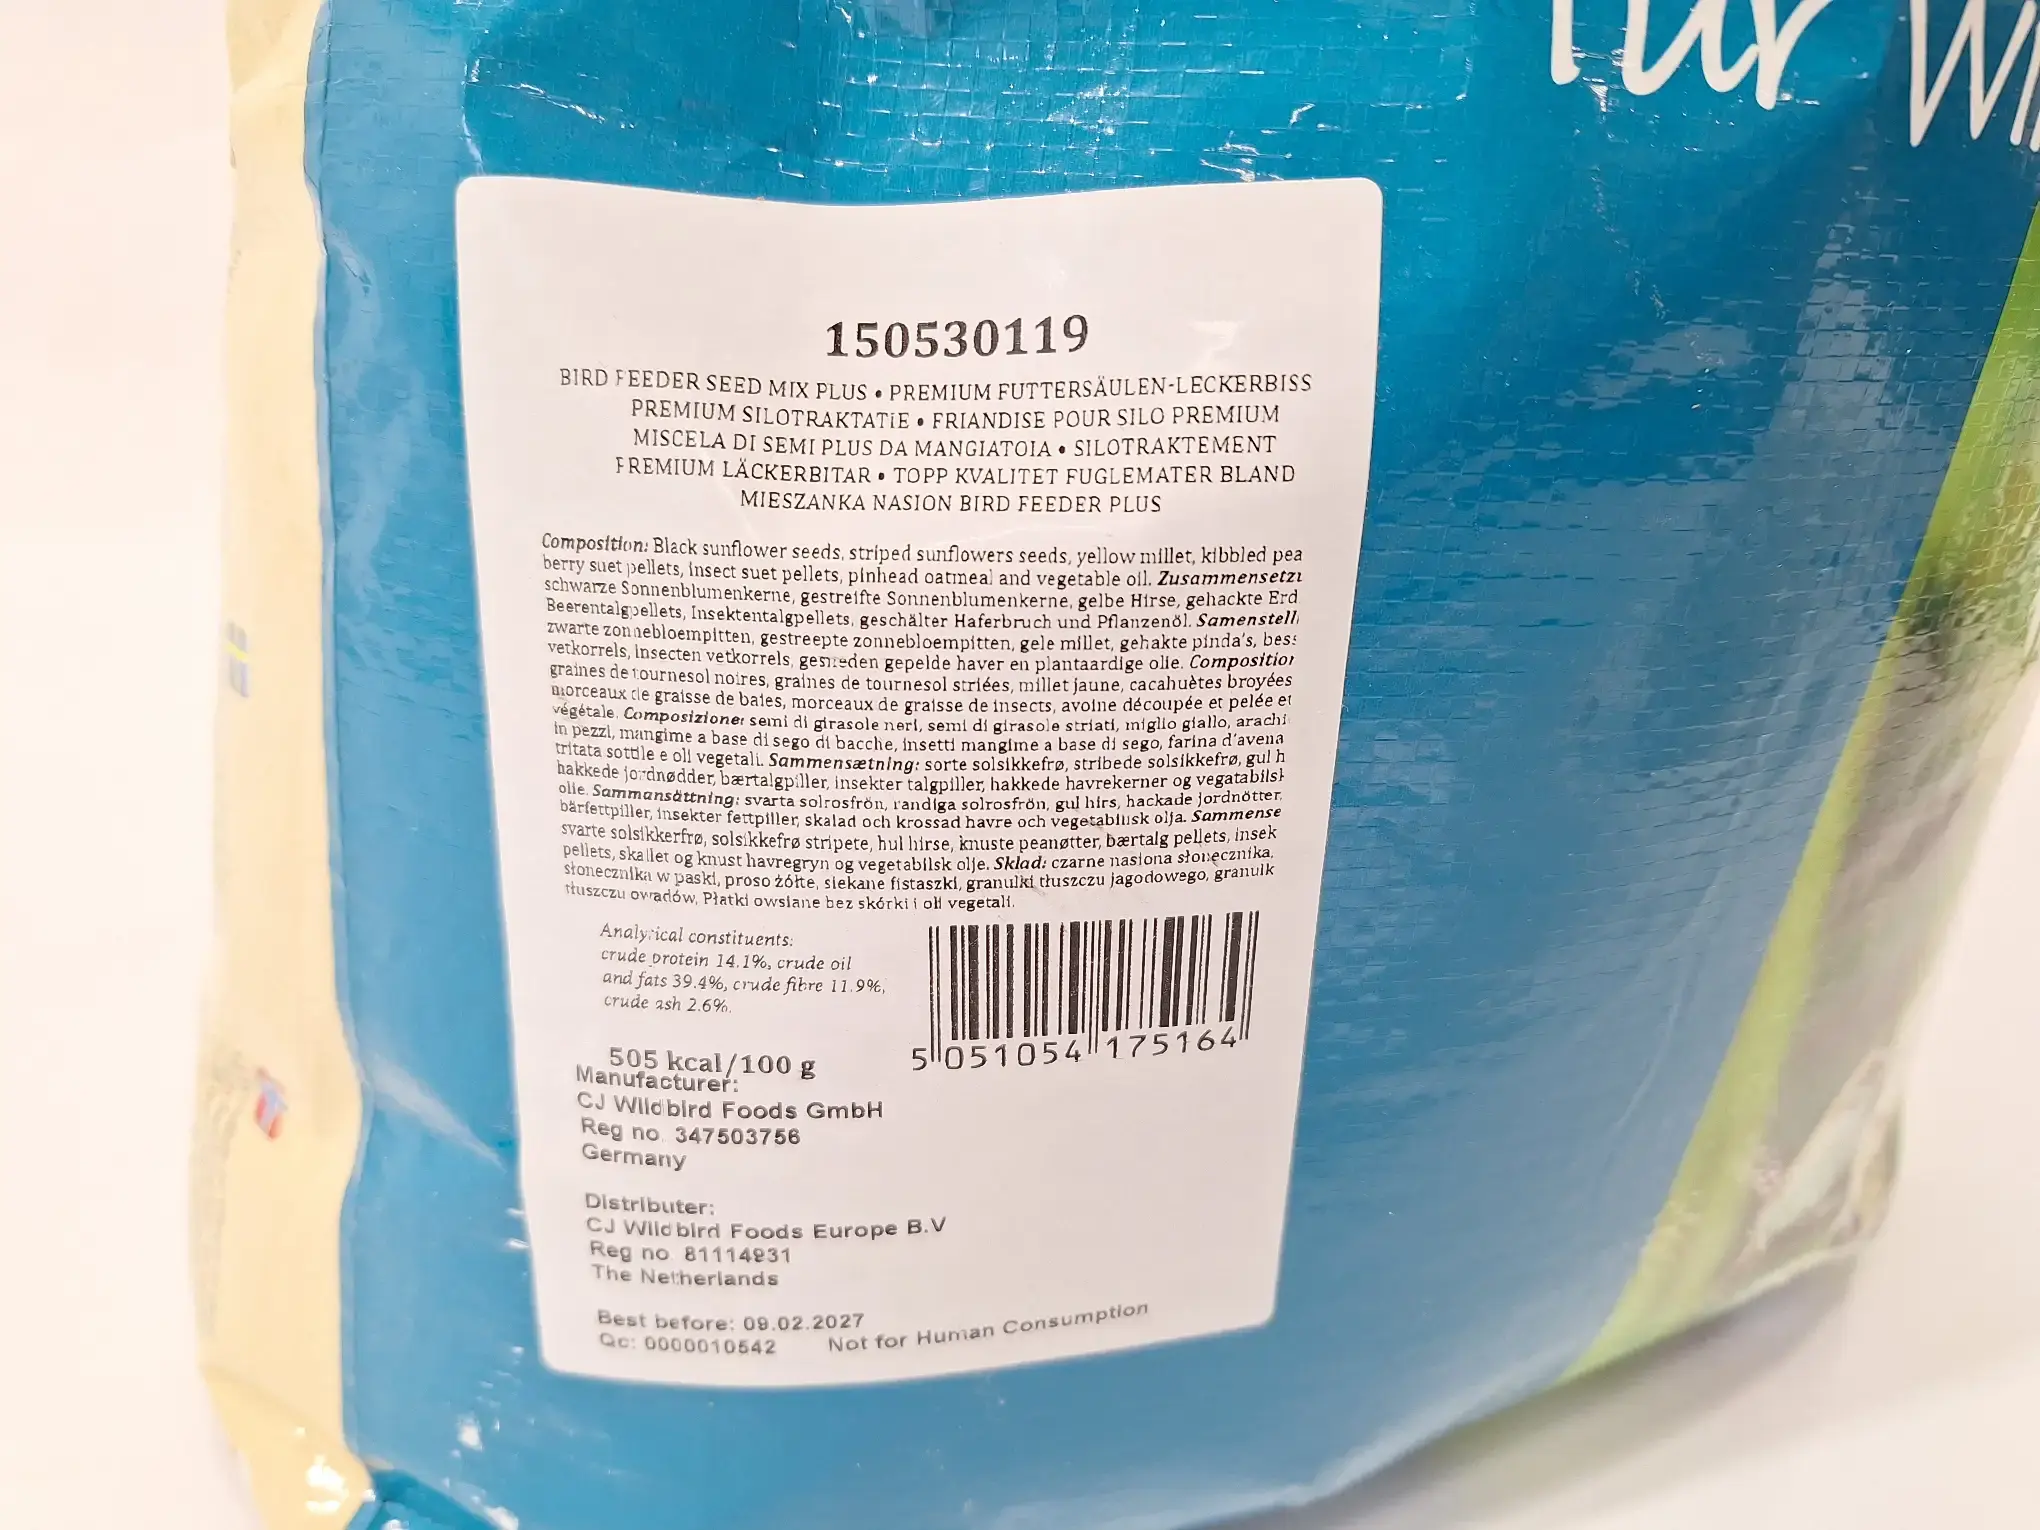 für Wi
150530119
BIRD FEEDER SEED MIX PLUS • PREMIUM FUTTERSÄULEN-LECKERBISS
PREMIUM SILOTRAKTATIE • FRIANDISE POUR SILO PREMIUM
MISCELA DI SEMI PLUS DA MANGIATOIA • SILOTRAKTEMENT
PREMIUM LÄCKERBITAR • TOPP KVALITET FUGLEMATER BLAND
MIESZANKA NASION BIRD FEEDER PLUS
Composition: Black sunflower seeds, striped sunflowers seeds, yellow millet, kibbled pea
berry suet pellets, insect suet pellets, pinhead oatmeal and vegetable oil. Zusammensetzu
schwarze Sonnenblumenkerne, gestreifte Sonnenblumenkerne, gelbe Hirse, gehackte Erd
Beerentalgpellets, Insektentalgpellets, geschälter Haferbruch und Pflanzenöl. Samenstelli
zwarte zonnebloempitten, gestreepte zonnebloempitten, gele millet, gehakte pinda's, bess
vetkorrels, insecten vetkorrels, gesneden gepelde haver en plantaardige olie. Composition
graines de tournesol noires, graines de tournesol striées, millet jaune, cacahuètes broyées
morceaux de graisse de baies, morceaux de graisse de insects, avoine découpée et pelée et
végétale. Composizione: semi di girasole neri, semi di girasole striati, miglio giallo, arachi
in pezzi, mangime a base di sego di bacche, insetti mangime a base di sego, farina d'avena
tritata sottile e oli vegetali. Sammensætning: sorte solsikkefrø, stribede solsikkefrø, gul h
hakkede jordnødder, bærtalgpiller, insekter talgpiller, hakkede havrekerner og vegatabilsk
olie. Sammansättning: svarta solrosfrön, randiga solrosfrön, gul hirs, hackade jordnötter,
bärfettpiller, insekter fettpiller, skalad och krossad havre och vegetabilisk olja. Sammense
svarte solsikkerfrø, solsikkefrø stripete, hul hirse, knuste peanøtter, bærtalg pellets, insek
pellets, skallet og knust havregryn og vegetabilsk olje. Sklad: czarne nasiona słonecznika,
słonecznika w paski, proso żółte, siekane fistaszki, granulki tłuszczu jagodowego, granulk
tłuszczu owadów, Płatki owsiane bez skórki i oli vegetali.
Analytical constituents:
crude protein 14.1%, crude oil
and fats 39.4%, crude fibre 11.9%,
crude ash 2.6%.
505 kcal/100 g
5 051054 175164
Manufacturer:
CJ Wildbird Foods GmbH
Reg no. 347503756
Germany
Distributer:
CJ Wildbird Foods Europe B.V
Reg no. 81114931
The Netherlands
Best before: 09.02.2027
Qc: 0000010542 Not for Human Consumption